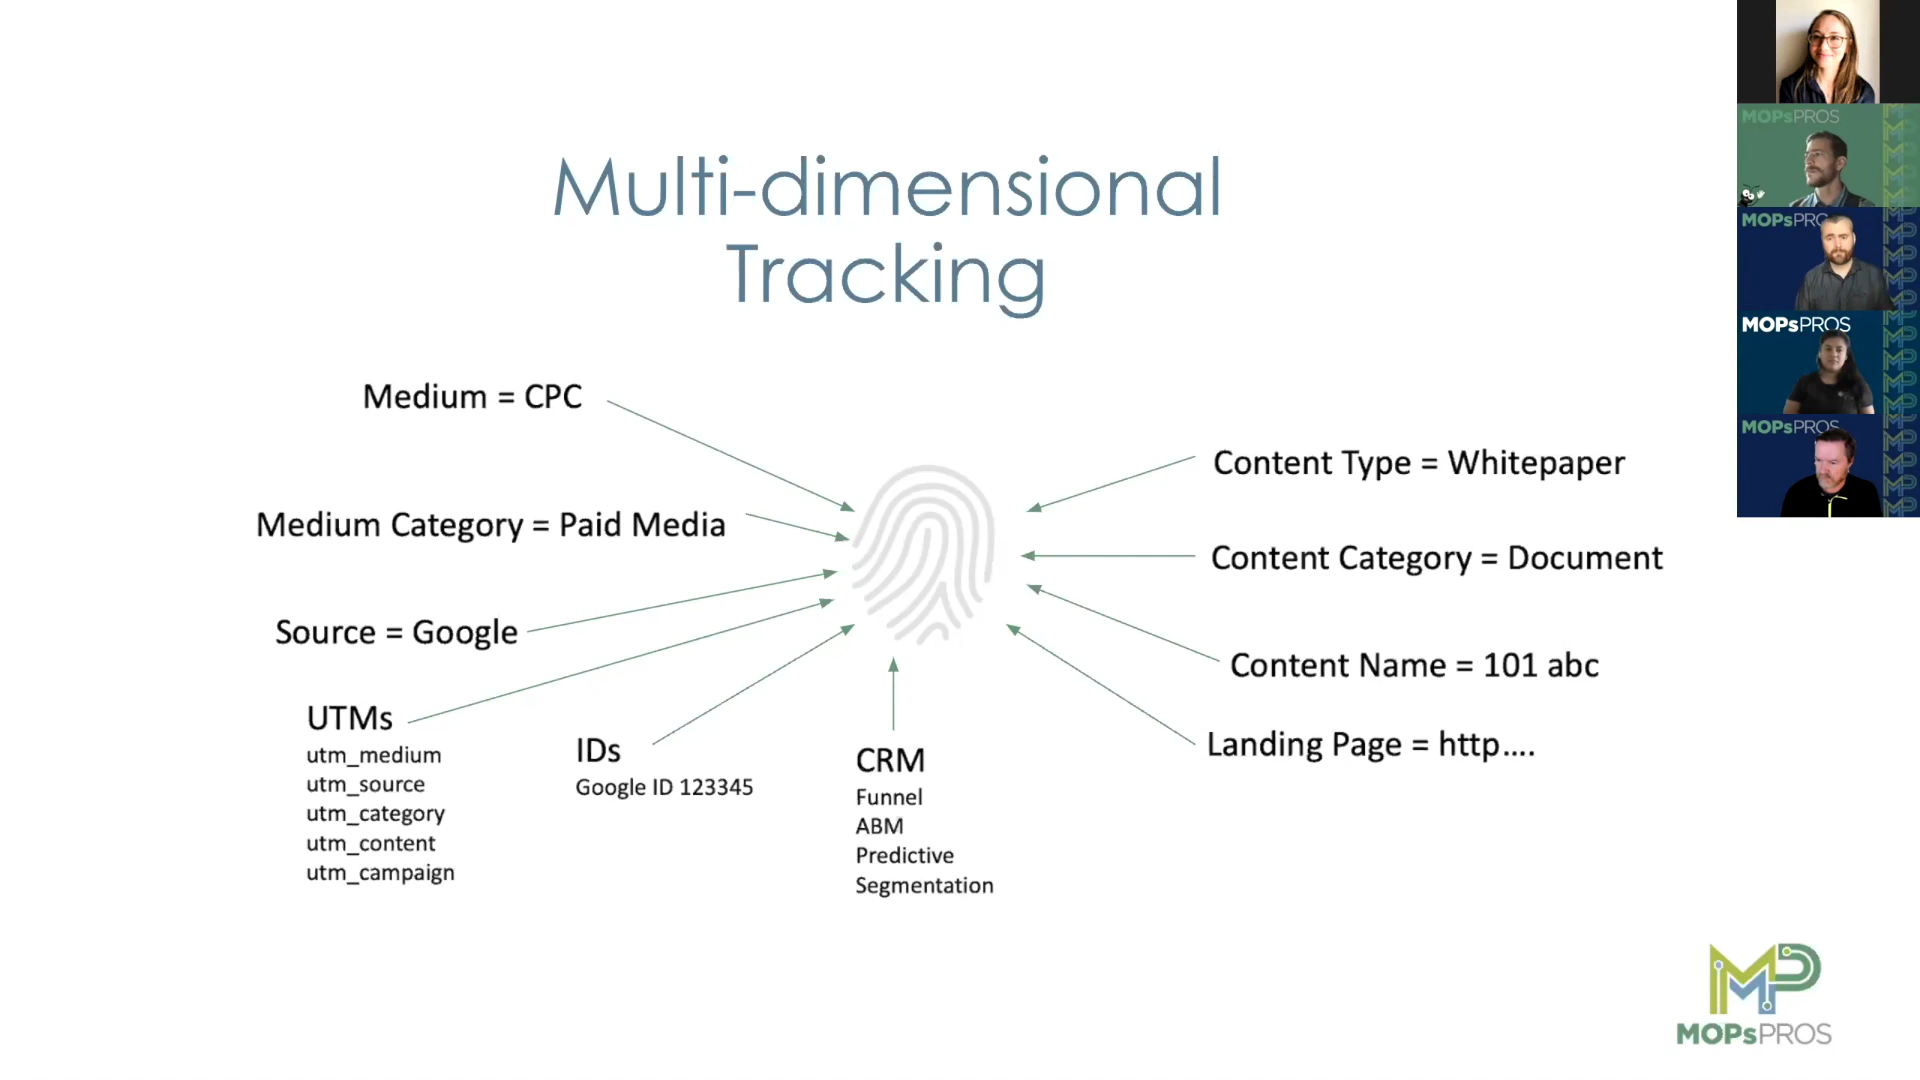 Multi-dimensional
Tracking
Medium = CPC
Medium Category = Paid Media
Source = Google
UTMs
utm_medium
utm_source
utm_category
utm_content
utm_campaign
IDs
Google ID 123345
CRM
Funnel
ABM
Predictive
Segmentation
Content Type = Whitepaper
Content Category = Document
Content Name = 101 abc
Landing Page = http....
MOPsPROS
MOPsPROS
MOPsPRO
MOPsPROS
MOPsPROS